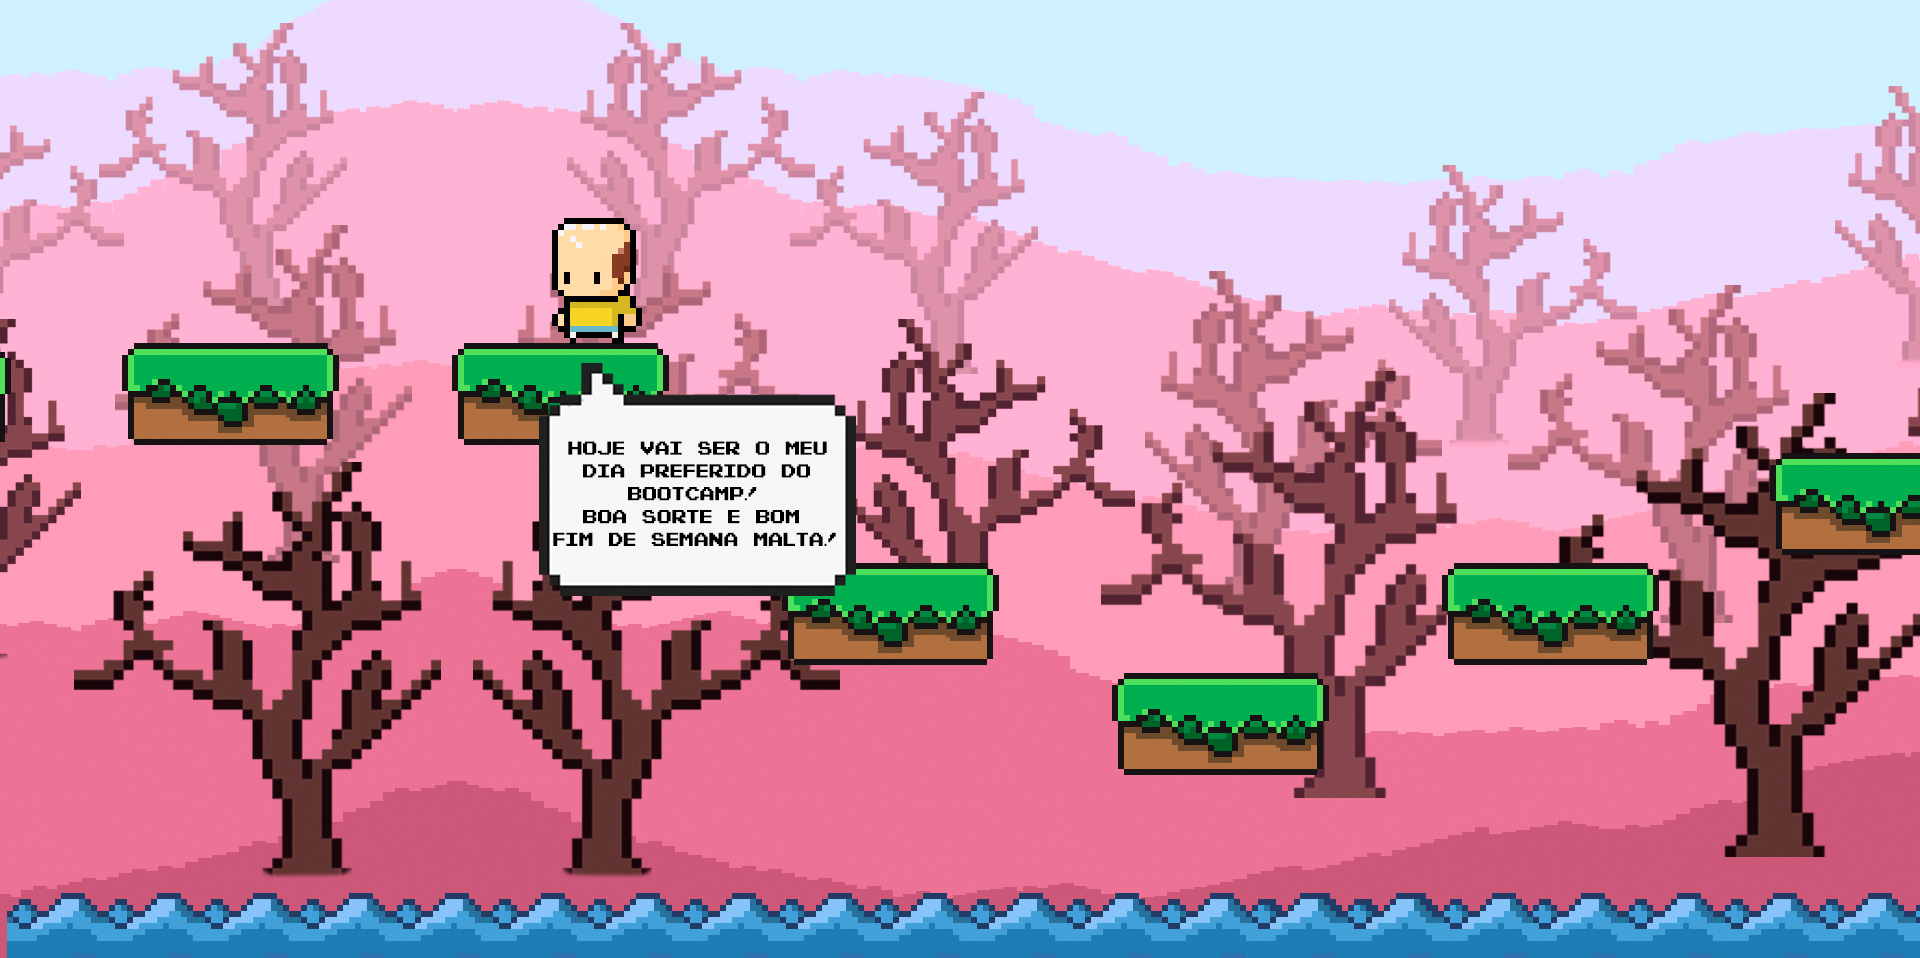 HOJE VAI SER O MEU
DIA PREFERIDO DO
BOOTCAMP!
BOA SORTE E BOM
FIM DE SEMANA MALTA!